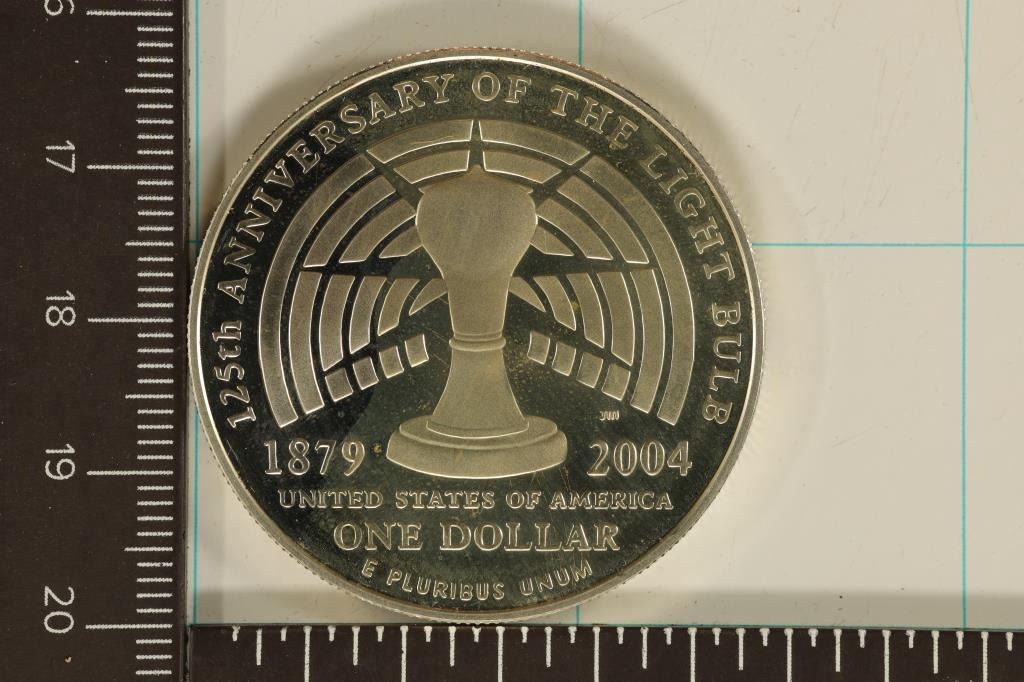 125th ANNIVERSARY OF THE LIGHT BULB
1879 2004
UNITED STATES OF AMERICA
ONE DOLLAR
E PLURIBUS UNUM
17
18
19
20